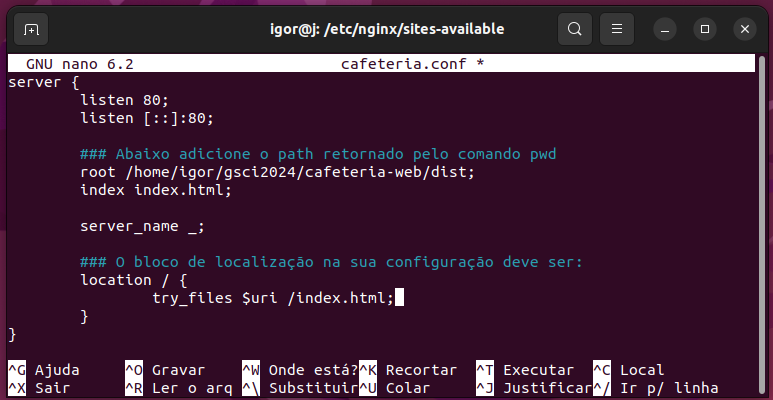 igor@j: /etc/nginx/sites-available
GNU nano 6.2 cafeteria.conf *
server {
listen 80;
listen [::]:80;
### Abaixo adicione o path retornado pelo comando pwd
root /home/igor/gsci2024/cafeteria-web/dist;
index index.html;
server_name _;
### O bloco de localização na sua configuração deve ser:
location / {
try_files $uri /index.html;
}
}
^G Ajuda ^O Gravar ^W Onde está? ^K Recortar ^T Executar ^C Local
^X Sair ^R Ler o arq ^\ Substituir ^U Colar ^J Justificar ^/ Ir p/ linha